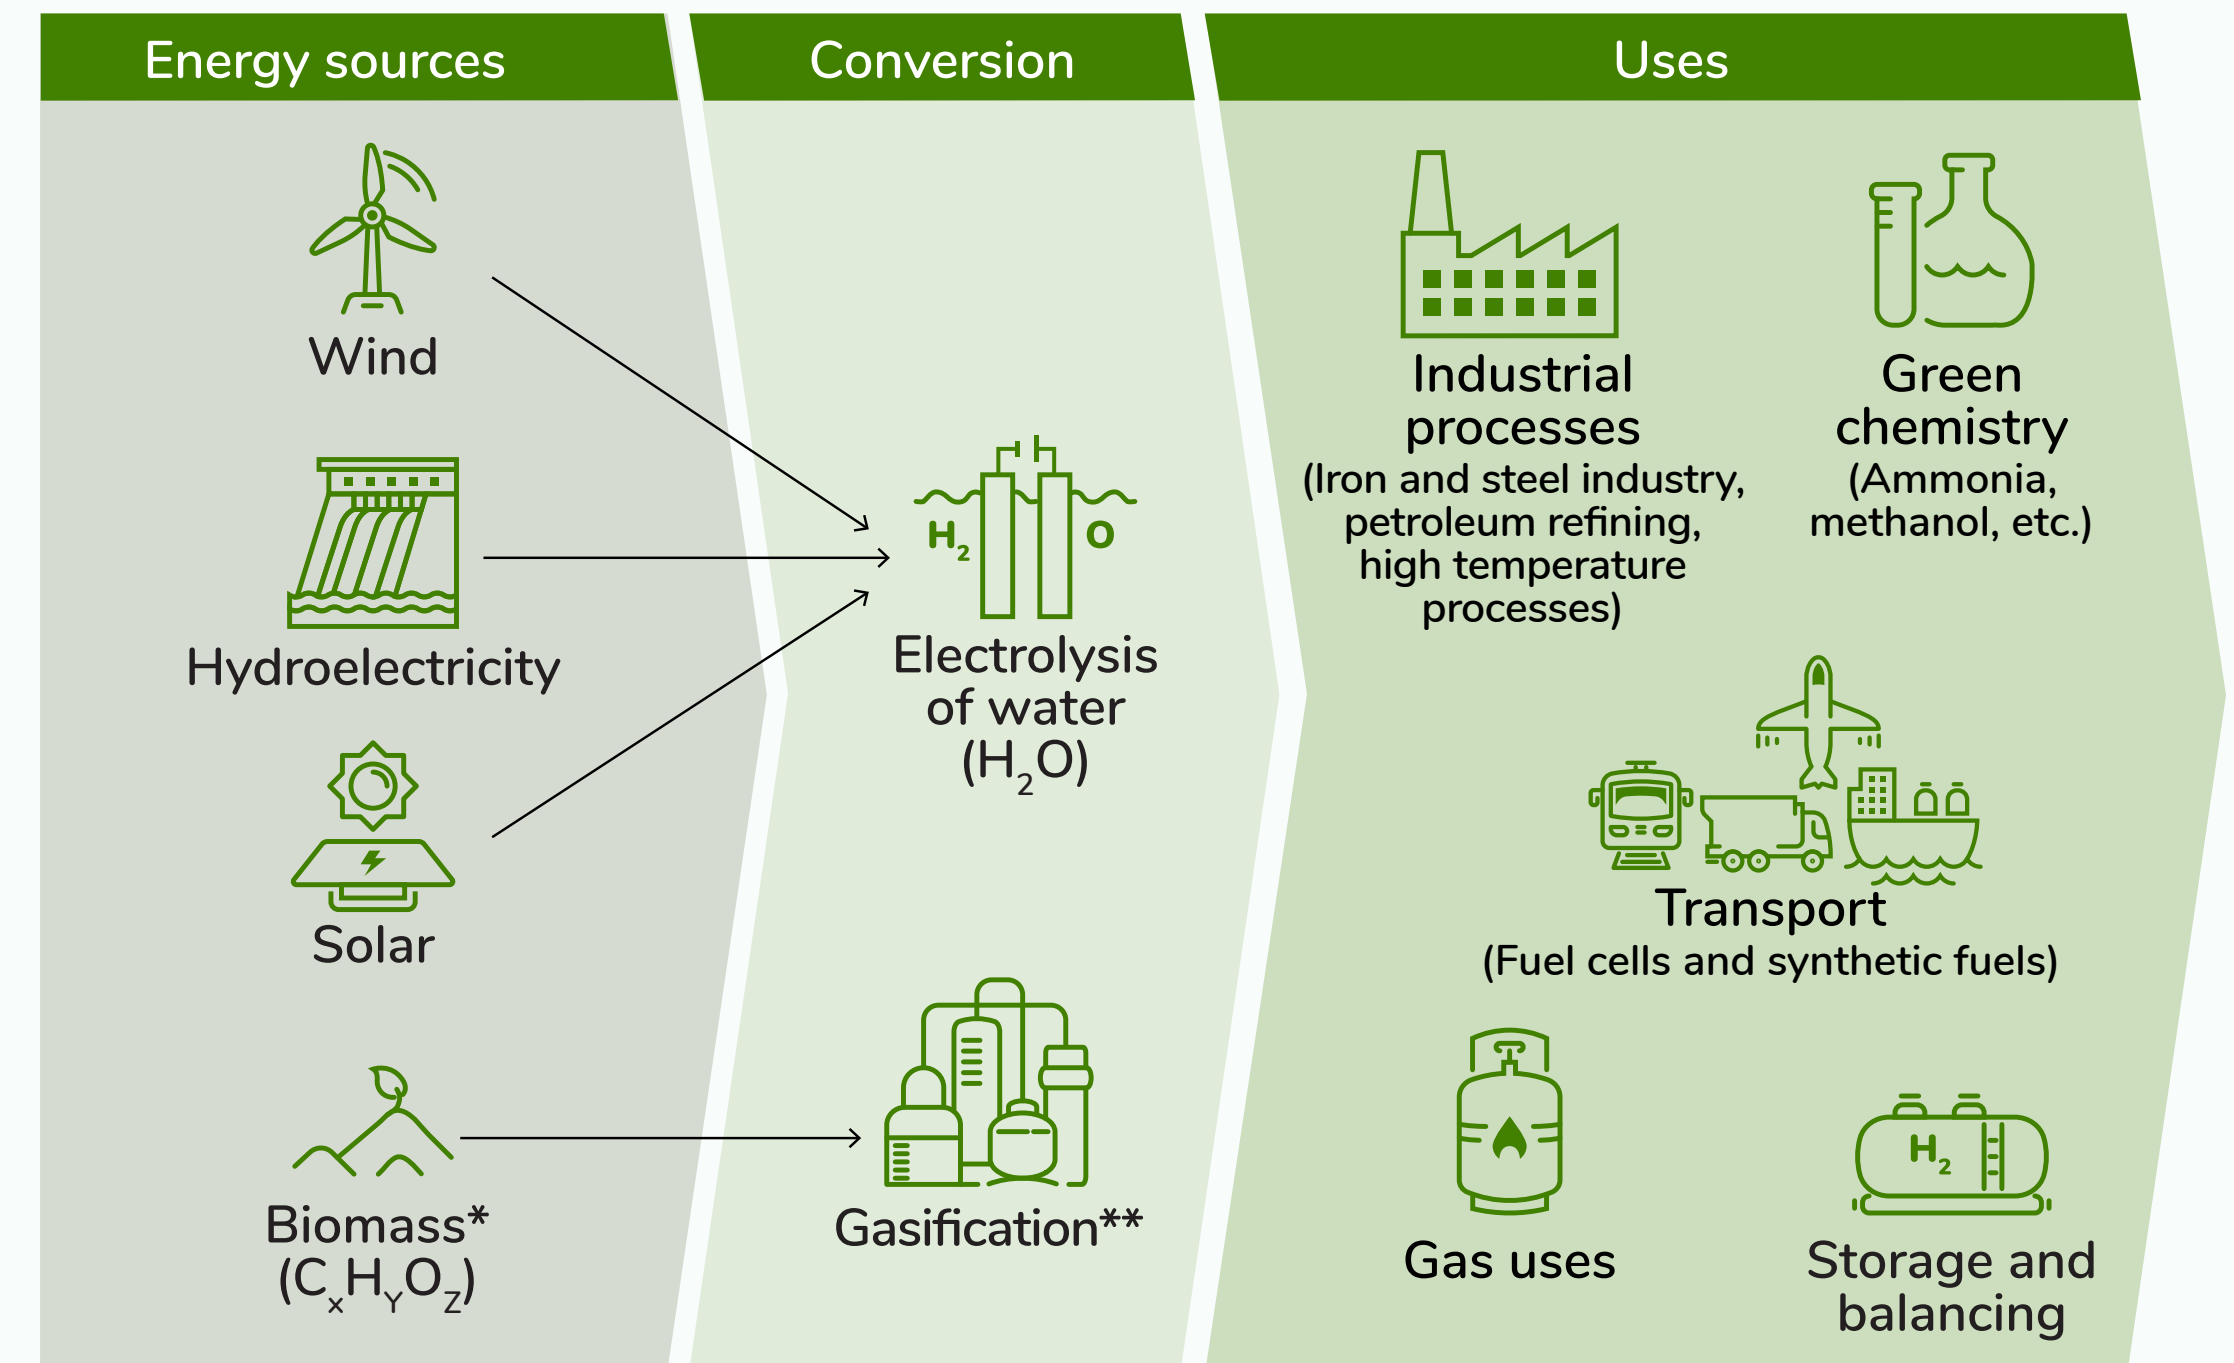 Energy sources
Conversion
Uses
Wind
Hydroelectricity
Solar
Biomass*
(CₓHᵧO_Z)
H₂
O
Electrolysis
of water
(H₂O)
Gasification**
Industrial
processes
(Iron and steel industry,
petroleum refining,
high temperature
processes)
Green
chemistry
(Ammonia,
methanol, etc.)
Transport
(Fuel cells and synthetic fuels)
Gas uses
H₂
Storage and
balancing